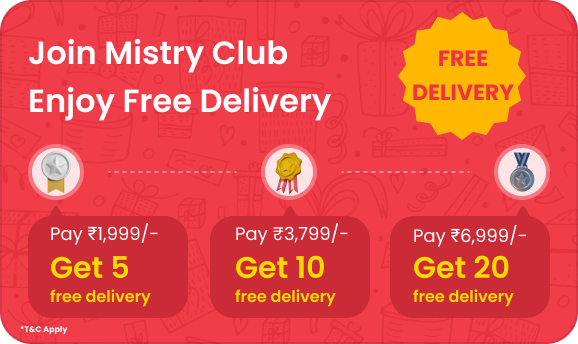 Join Mistry Club
Enjoy Free Delivery
FREE
DELIVERY
Pay ₹1,999/-
Get 5
free delivery
Pay ₹3,799/-
Get 10
free delivery
Pay ₹6,999/-
Get 20
free delivery
*T&C Apply